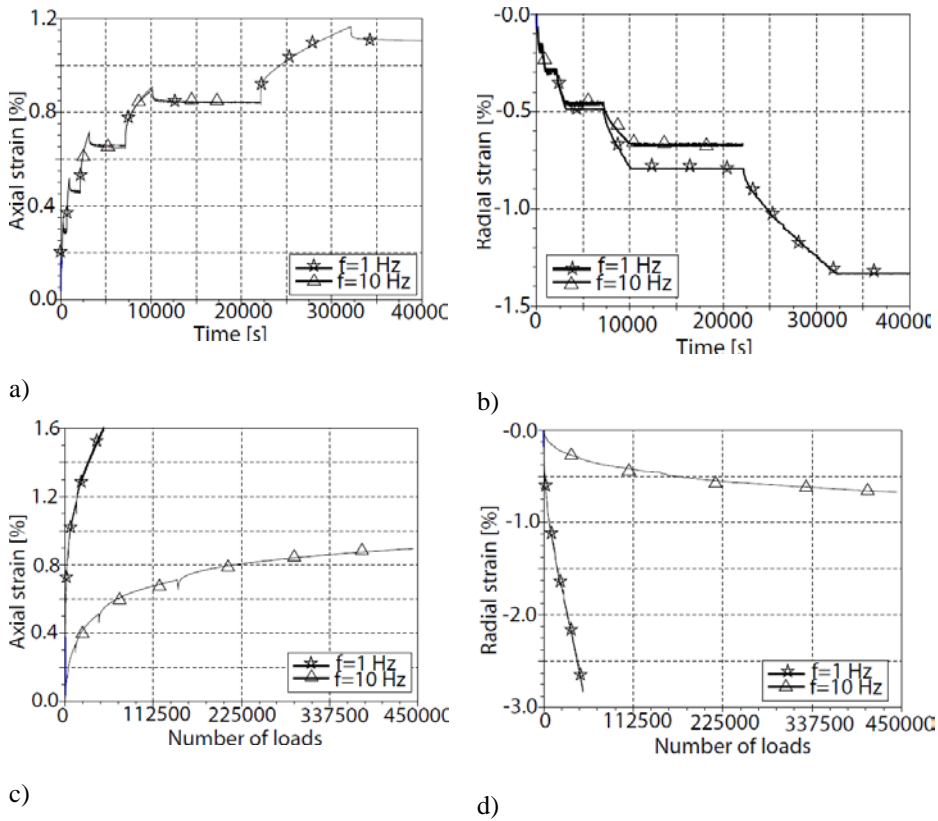 1.2
0.8
0.4
0.0
Axial strain [%]
0
10000
20000
30000
40000
Time [s]
f=1 Hz
f=10 Hz
a)
-0.0
-0.5
-1.0
-1.5
Radial strain [%]
0
10000
20000
30000
40000
Time [s]
f=1 Hz
f=10 Hz
b)
1.6
1.2
0.8
0.4
0.0
Axial strain [%]
0
112500
225000
337500
450000
Number of loads
f=1 Hz
f=10 Hz
c)
-0.0
-1.0
-2.0
-3.0
Radial strain [%]
0
112500
225000
337500
450000
Number of loads
f=1 Hz
f=10 Hz
d)